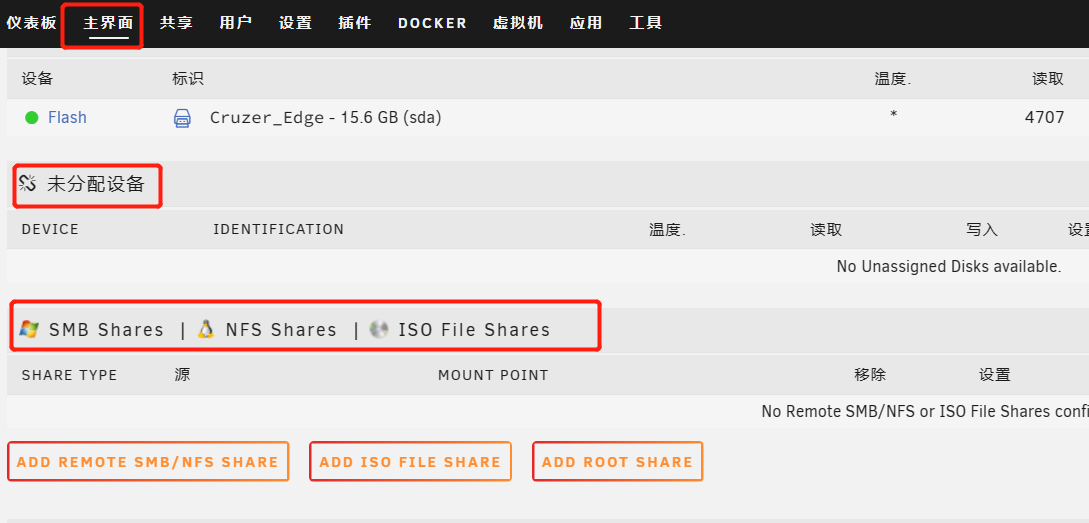 仪表板 主界面 共享 用户 设置 插件 DOCKER 虚拟机 应用 工具
设备 标识 温度. 读取
Flash Cruzer_Edge - 15.6 GB (sda) * 4707
未分配设备
DEVICE IDENTIFICATION 温度. 读取 写入 设置
No Unassigned Disks available.
SMB Shares | NFS Shares | ISO File Shares
SHARE TYPE 源 MOUNT POINT 移除 设置
No Remote SMB/NFS or ISO File Shares confi
ADD REMOTE SMB/NFS SHARE ADD ISO FILE SHARE ADD ROOT SHARE